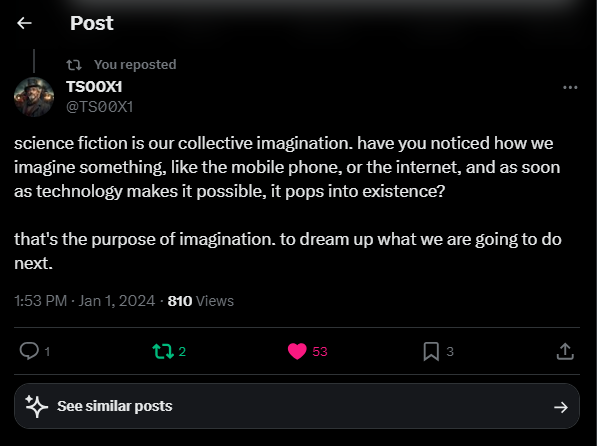 Post
You reposted
TS00X1
@TS00X1
science fiction is our collective imagination. have you noticed how we
imagine something, like the mobile phone, or the internet, and as soon
as technology makes it possible, it pops into existence?
that's the purpose of imagination. to dream up what we are going to do
next.
1:53 PM · Jan 1, 2024 · 810 Views
1 2 53 3
See similar posts